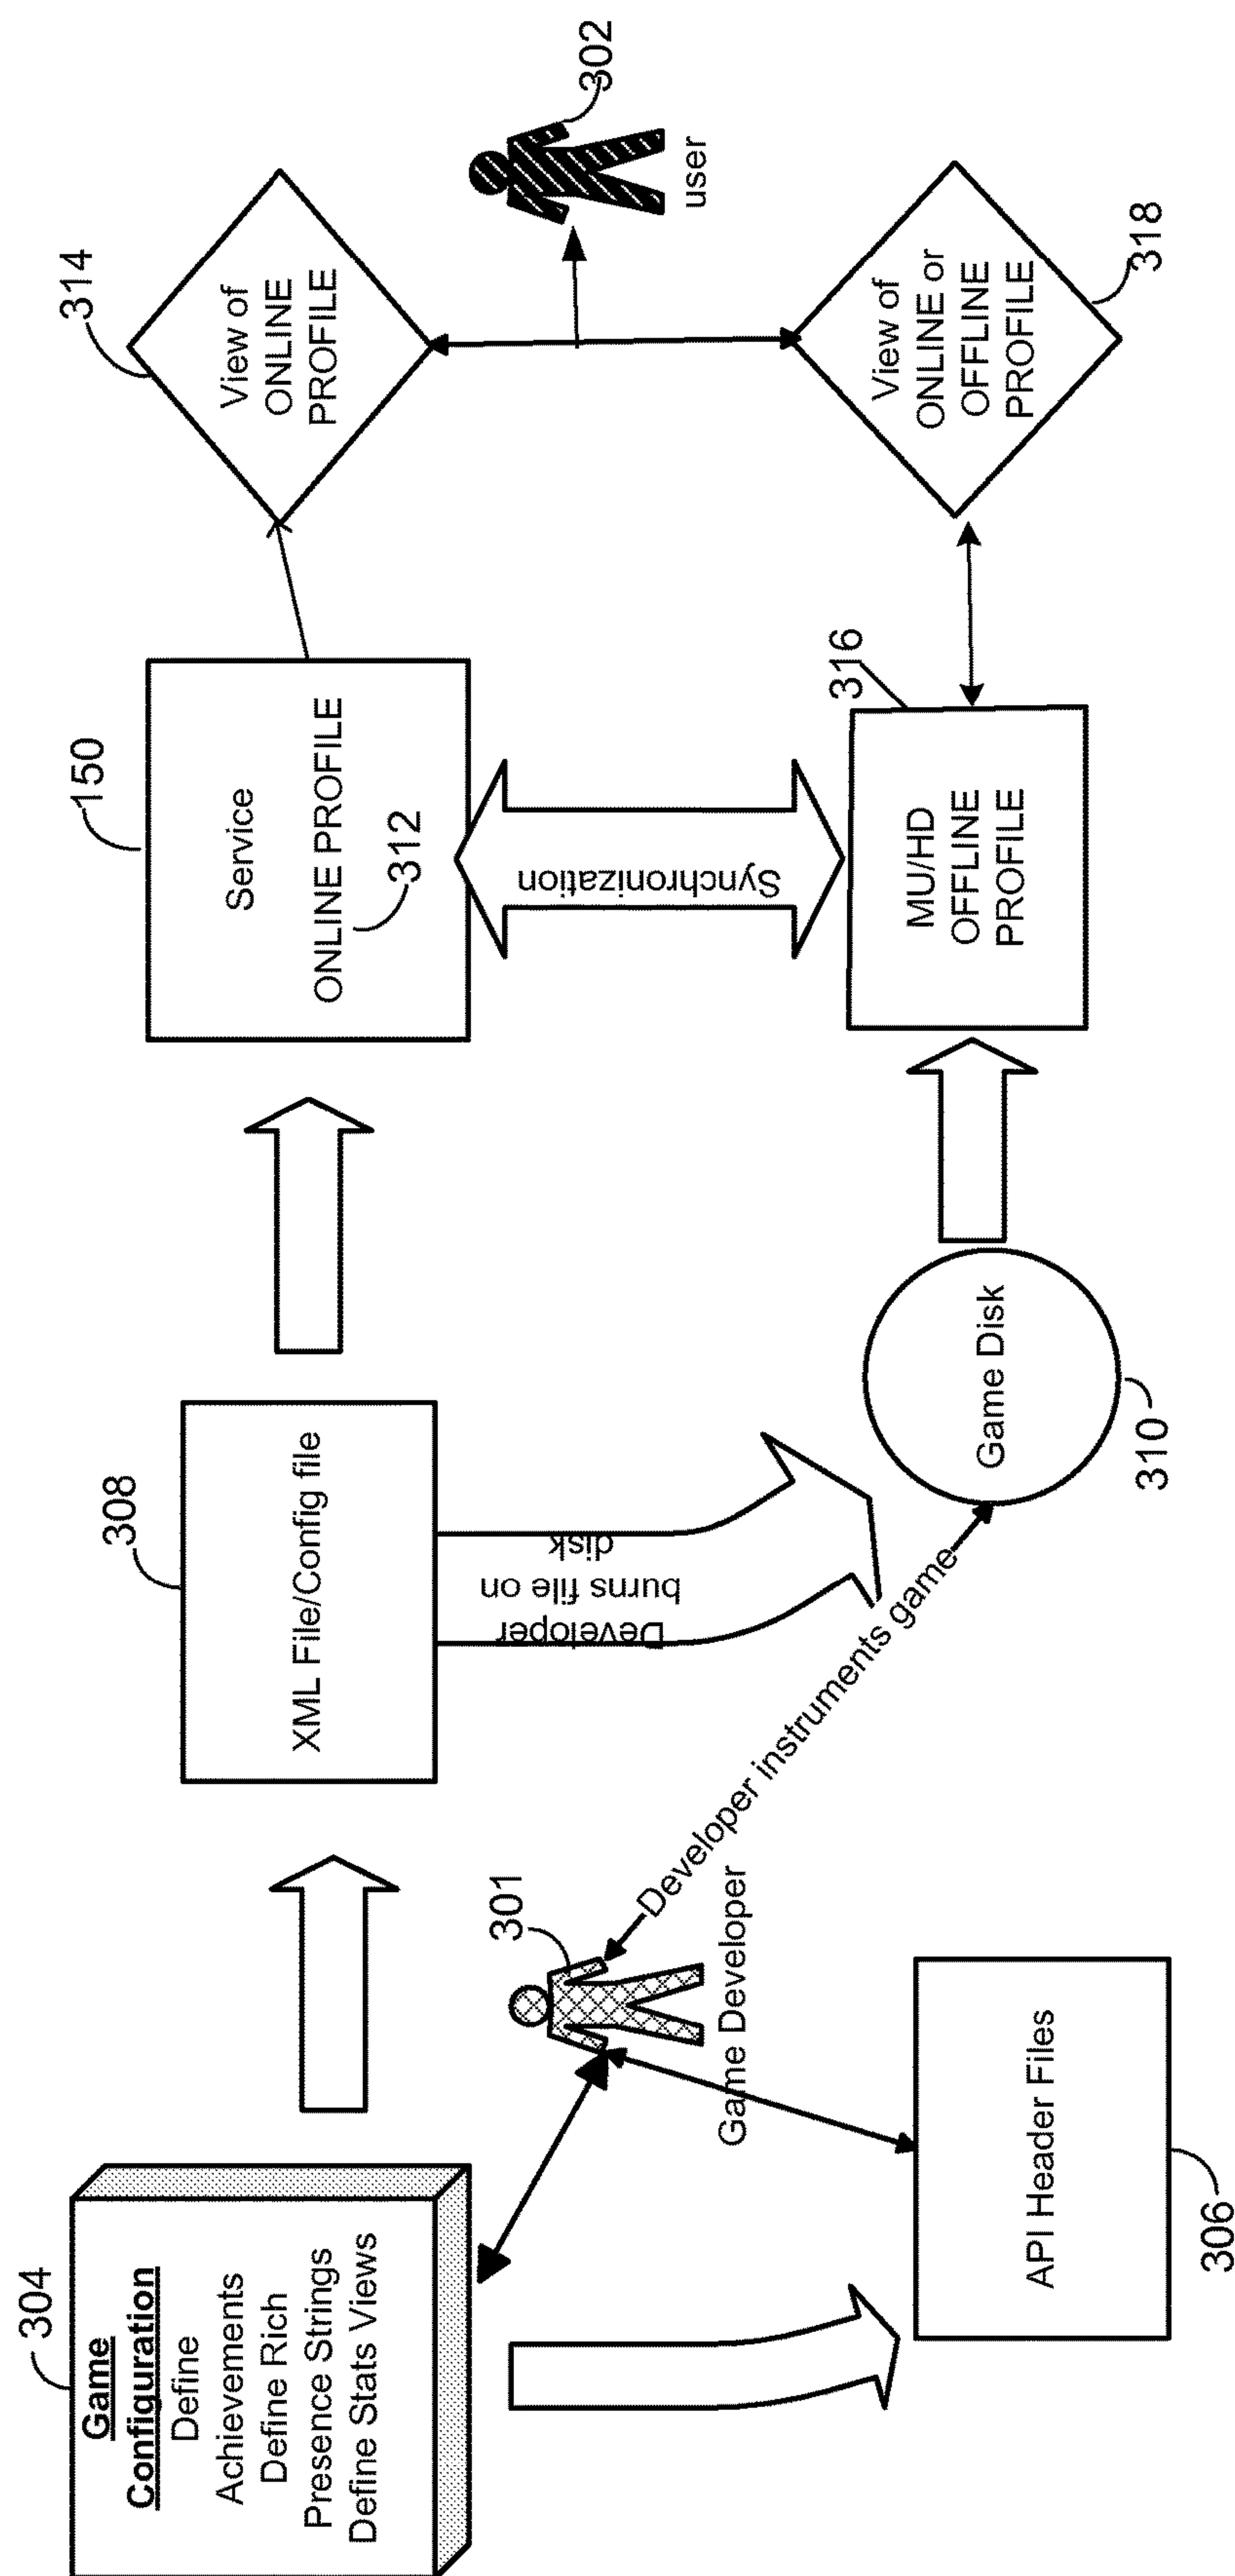 304
Game
Configuration
Define
Achievements
Define Rich
Presence Strings
Define Stats Views
308
XML File/Config file
150
Service
ONLINE PROFILE
312
314
View of
ONLINE
PROFILE
302
user
301
Game Developer
Developer
burns file on
disk
Developer instruments game
Synchronization
306
API Header Files
310
Game Disk
316
MU/HD
OFFLINE
PROFILE
318
View of
ONLINE or
OFFLINE
PROFILE